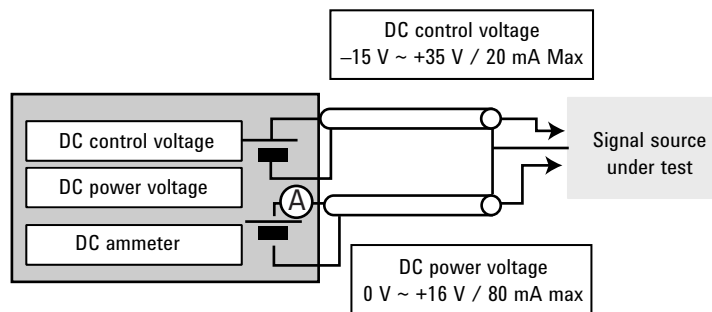 DC control voltage
–15 V ~ +35 V / 20 mA Max
DC control voltage
DC power voltage
DC ammeter
A
Signal source
under test
DC power voltage
0 V ~ +16 V / 80 mA max